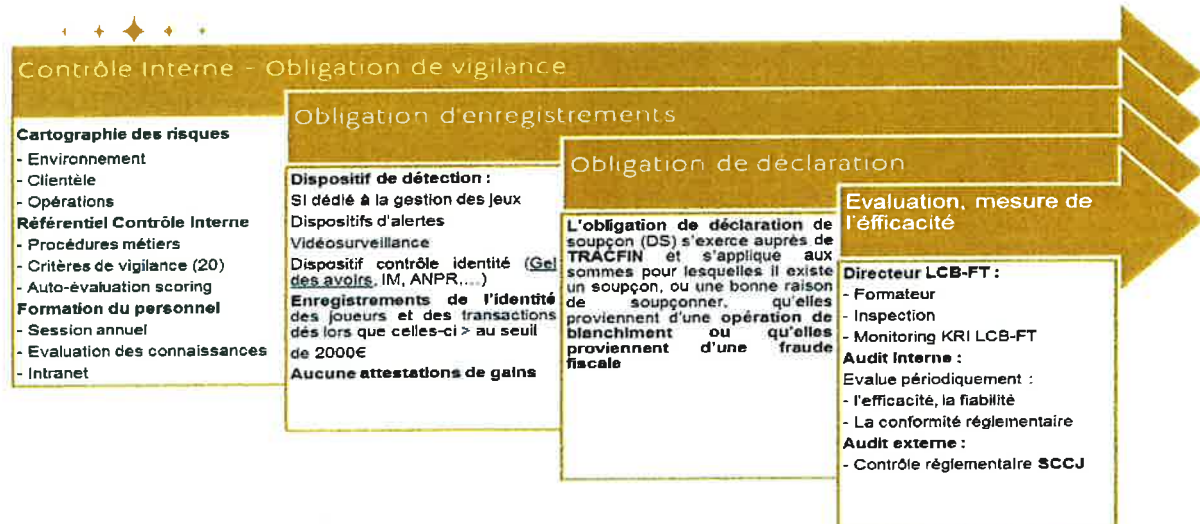 Contrôle Interne – Obligation de vigilance
Cartographie des risques
- Environnement
- Clientèle
- Opérations
Référentiel Contrôle Interne
- Procédures métiers
- Critères de vigilance (20)
- Auto-évaluation scoring
Formation du personnel
- Session annuel
- Evaluation des connaissances
- Intranet
Obligation d'enregistrements
Dispositif de détection :
SI dédié à la gestion des jeux
Dispositifs d'alertes
Vidéosurveillance
Dispositif contrôle identité (Gel
des avoirs, IM, ANPR,...)
Enregistrements de l'identité
des joueurs et des transactions
dès lors que celles-ci > au seuil
de 2000€
Aucune attestations de gains
Obligation de déclaration
L'obligation de déclaration de
soupçon (DS) s'exerce auprès de
TRACFIN et s'applique aux
sommes pour lesquelles il existe
un soupçon, ou une bonne raison
de soupçonner, qu'elles
proviennent d'une opération de
blanchiment ou qu'elles
proviennent d'une fraude
fiscale
Evaluation, mesure de
l'éfficacité
Directeur LCB-FT :
- Formateur
- Inspection
- Monitoring KRI LCB-FT
Audit Interne :
Evalue périodiquement :
- l'efficacité, la fiabilité
- La conformité réglementaire
Audit externe :
- Contrôle réglementaire SCCJ